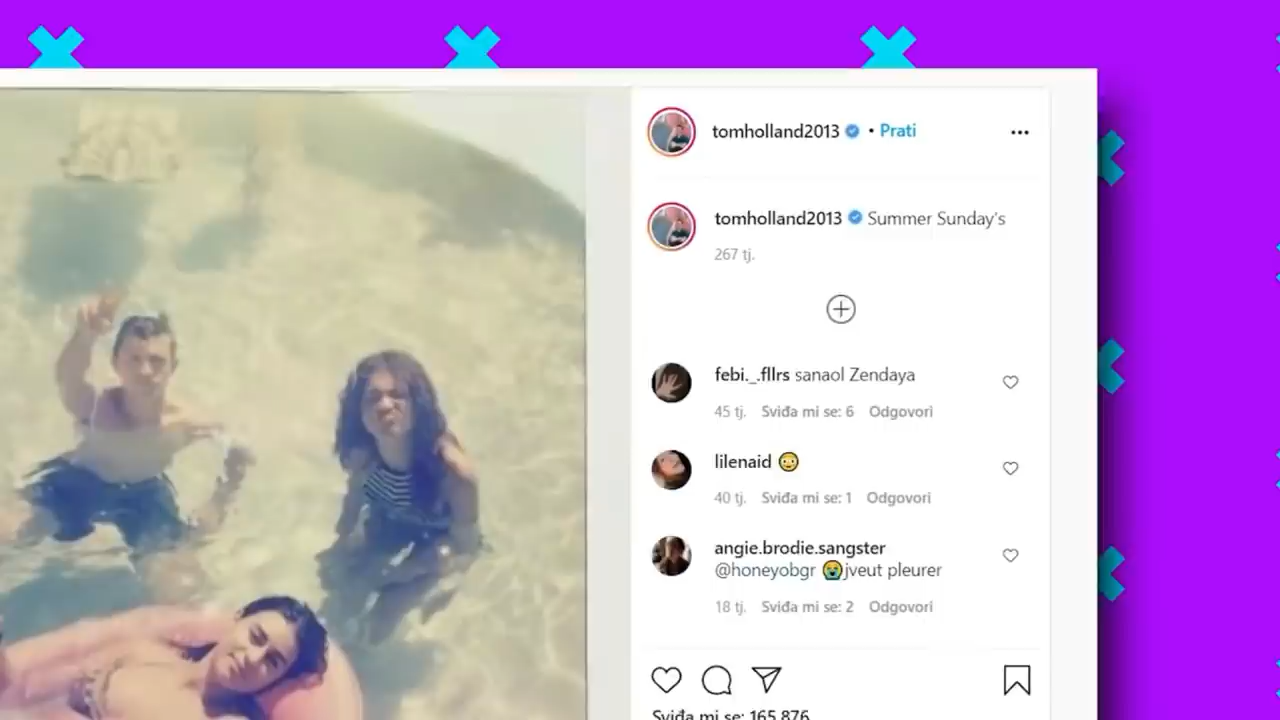 tomholland2013 • Prati
tomholland2013 Summer Sunday's
267 tj.
febi._.fllrs sanaol Zendaya
45 tj. Sviđa mi se: 6 Odgovori
lilenaid 😳
40 tj. Sviđa mi se: 1 Odgovori
angie.brodie.sangster
@honeyobgr 😭jveut pleurer
18 tj. Sviđa mi se: 2 Odgovori
Sviđa mi se: 165.876